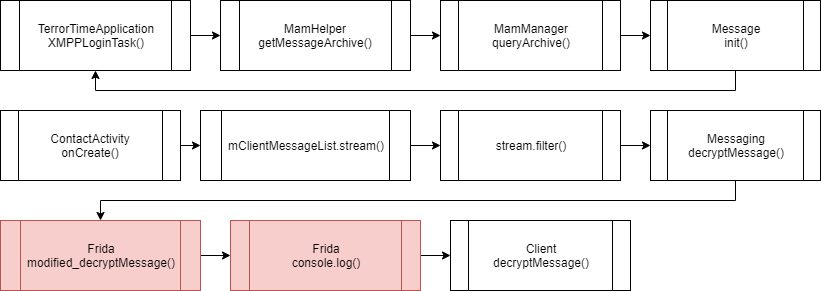 TerrorTimeApplication
XMPPLoginTask()
MamHelper
getMessageArchive()
MamManager
queryArchive()
Message
init()
ContactActivity
onCreate()
mClientMessageList.stream()
stream.filter()
Messaging
decryptMessage()
Frida
modified_decryptMessage()
Frida
console.log()
Client
decryptMessage()